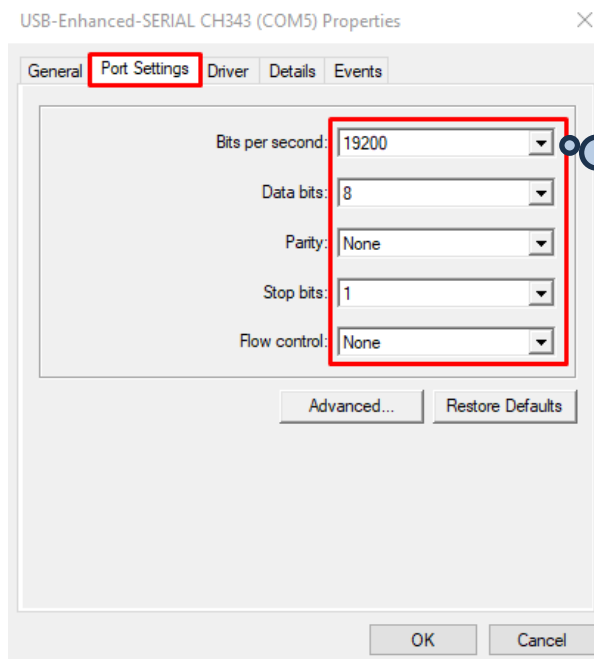 USB-Enhanced-SERIAL CH343 (COM5) Properties
General Port Settings Driver Details Events
Bits per second: 19200
Data bits: 8
Parity: None
Stop bits: 1
Flow control: None
Advanced... Restore Defaults
OK Cancel